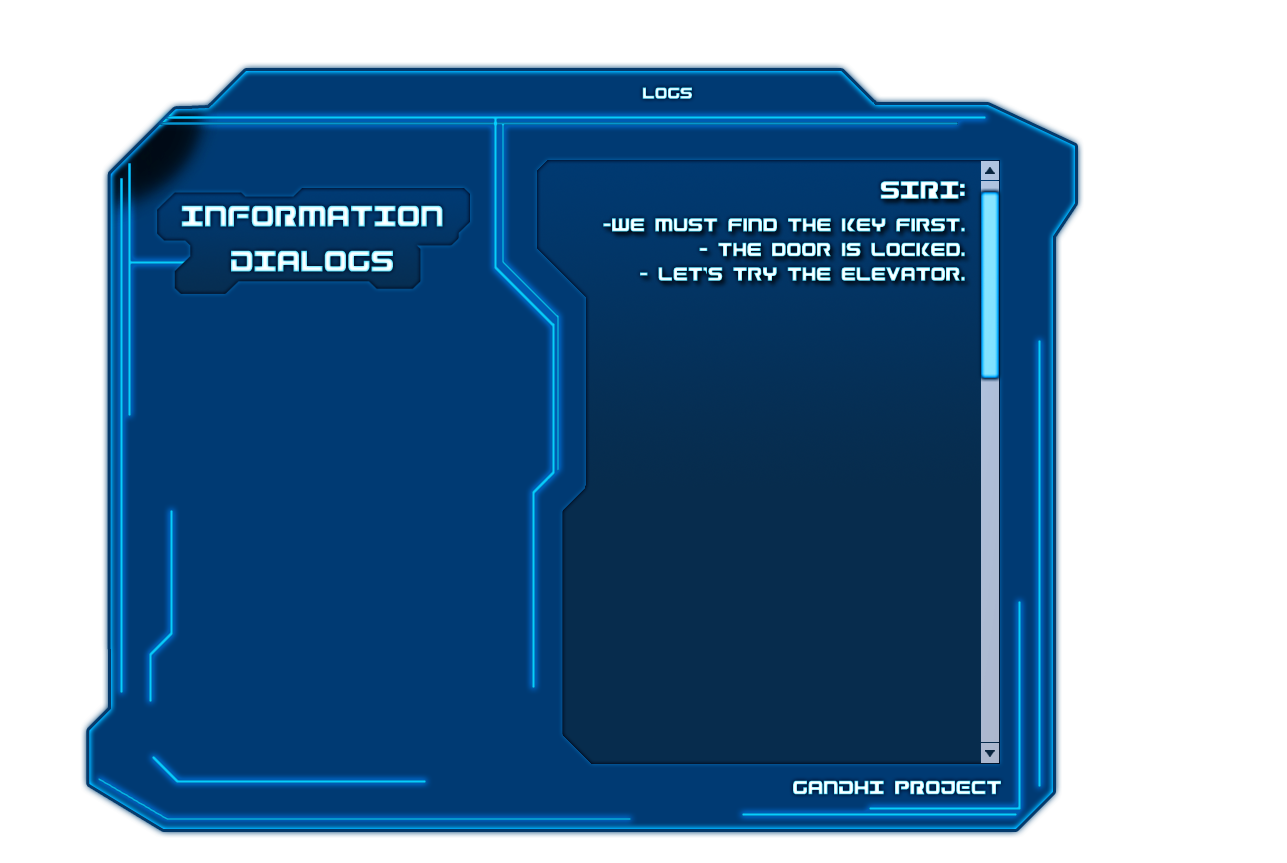 LOGS
INFORMATION
DIALOGS
SIRI:
-WE MUST FIND THE KEY FIRST.
- THE DOOR IS LOCKED.
- LET'S TRY THE ELEVATOR.
GANDHI PROJECT